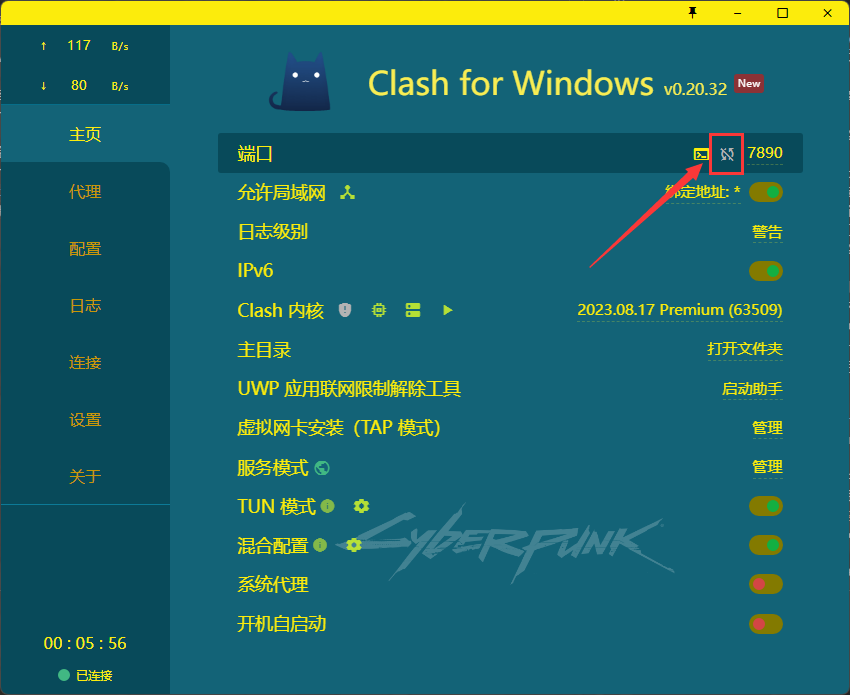 ↑ 117 B/s
↓ 80 B/s
主页
代理
配置
日志
连接
设置
关于
00 : 05 : 56
已连接
Clash for Windows v0.20.32 New
端口 7890
允许局域网 绑定地址: *
日志级别 警告
IPv6
Clash 内核 2023.08.17 Premium (63509)
主目录 打开文件夹
UWP 应用联网限制解除工具 启动助手
虚拟网卡安装（TAP 模式） 管理
服务模式 管理
TUN 模式
混合配置
CYBERPUNK
系统代理
开机自启动